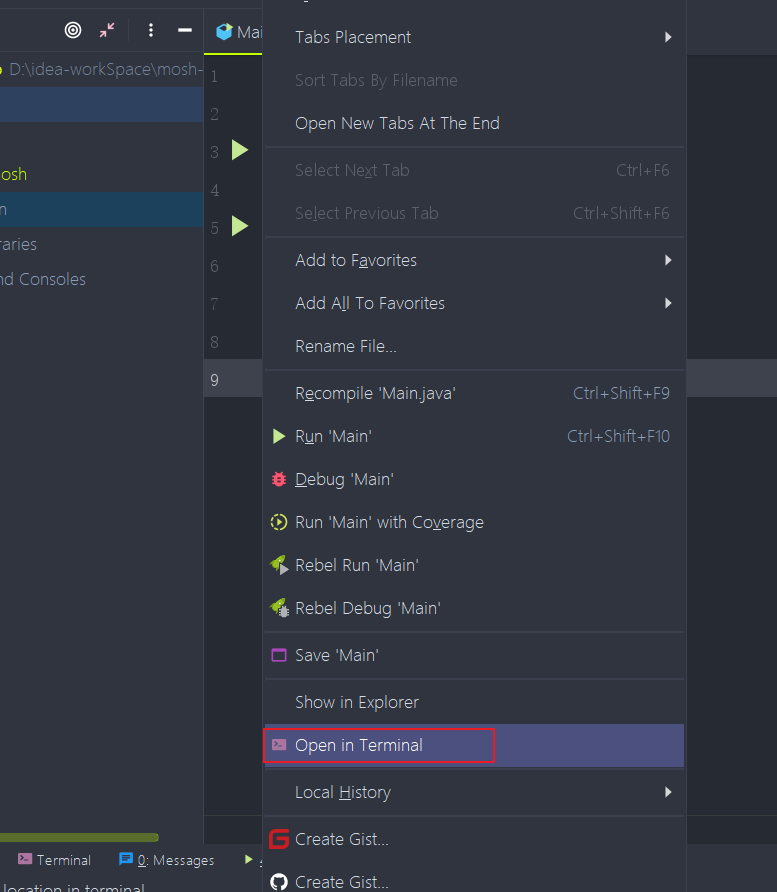 Mai
D:\idea-workSpace\mosh-
osh
n
raries
nd Consoles
1
2
3
4
5
6
7
8
9
Tabs Placement
Sort Tabs By Filename
Open New Tabs At The End
Select Next Tab Ctrl+F6
Select Previous Tab Ctrl+Shift+F6
Add to Favorites
Add All To Favorites
Rename File...
Recompile 'Main.java' Ctrl+Shift+F9
Run 'Main' Ctrl+Shift+F10
Debug 'Main'
Run 'Main' with Coverage
Rebel Run 'Main'
Rebel Debug 'Main'
Save 'Main'
Show in Explorer
Open in Terminal
Local History
Create Gist...
Create Gist...
Terminal 0: Messages
location in terminal